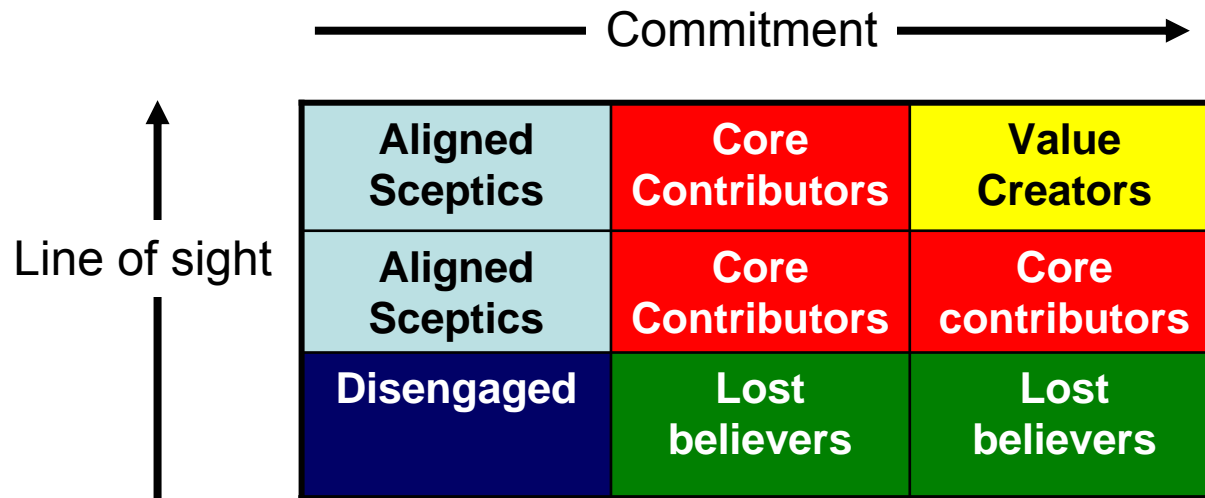 Commitment
Line of sight
Aligned
Sceptics
Core
Contributors
Value
Creators
Aligned
Sceptics
Core
Contributors
Core
contributors
Disengaged
Lost
believers
Lost
believers